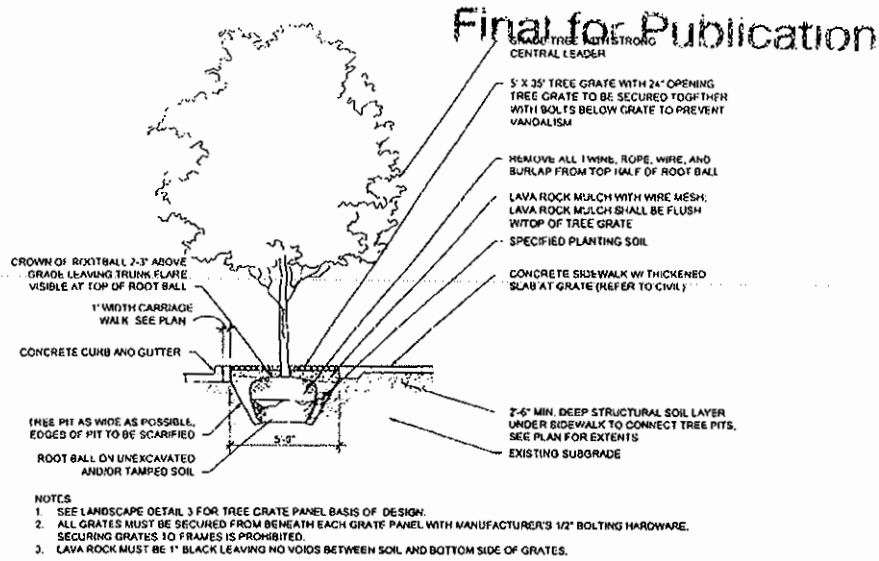 Final for Publication
GRADE TREE WITH STRONG
CENTRAL LEADER
5' X 35' TREE GRATE WITH 24" OPENING
TREE GRATE TO BE SECURED TOGETHER
WITH BOLTS BELOW GRATE TO PREVENT
VANDALISM
REMOVE ALL TWINE, ROPE, WIRE, AND
BURLAP FROM TOP HALF OF ROOT BALL
LAVA ROCK MULCH WITH WIRE MESH;
LAVA ROCK MULCH SHALL BE FLUSH
W/TOP OF TREE GRATE
SPECIFIED PLANTING SOIL
CONCRETE SIDEWALK W/ THICKENED
SLAB AT GRATE (REFER TO CIVIL)
CROWN OF ROOTBALL 2-3" ABOVE
GRADE LEAVING TRUNK FLARE
VISIBLE AT TOP OF ROOT BALL
1' WIDTH CARRIAGE
WALK SEE PLAN
CONCRETE CURB AND GUTTER
TREE PIT AS WIDE AS POSSIBLE,
EDGES OF PIT TO BE SCARIFIED
ROOT BALL ON UNEXCAVATED
AND/OR TAMPED SOIL
5'-0"
2'-6" MIN. DEEP STRUCTURAL SOIL LAYER
UNDER SIDEWALK TO CONNECT TREE PITS,
SEE PLAN FOR EXTENTS
EXISTING SUBGRADE
NOTES
1. SEE LANDSCAPE DETAIL 3 FOR TREE GRATE PANEL BASIS OF DESIGN.
2. ALL GRATES MUST BE SECURED FROM BENEATH EACH GRATE PANEL WITH MANUFACTURER'S 1/2" BOLTING HARDWARE.
SECURING GRATES TO FRAMES IS PROHIBITED.
3. LAVA ROCK MUST BE 1" BLACK LEAVING NO VOIDS BETWEEN SOIL AND BOTTOM SIDE OF GRATES.